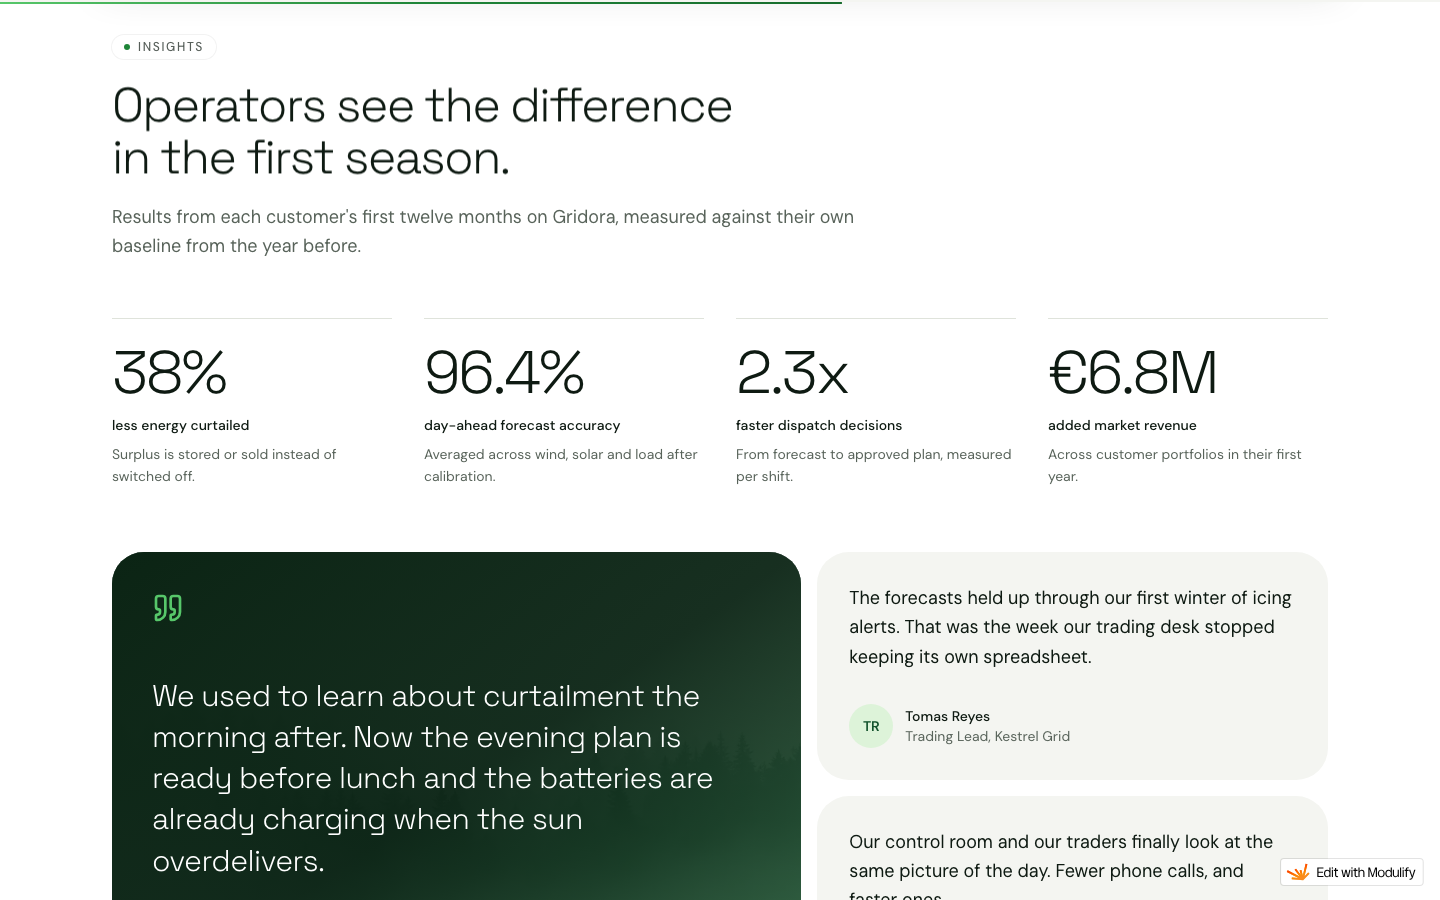 INSIGHTS
Operators see the difference
in the first season.
Results from each customer's first twelve months on Gridora, measured against their own
baseline from the year before.
38%
less energy curtailed
Surplus is stored or sold instead of
switched off.
96.4%
day-ahead forecast accuracy
Averaged across wind, solar and load after
calibration.
2.3x
faster dispatch decisions
From forecast to approved plan, measured
per shift.
€6.8M
added market revenue
Across customer portfolios in their first
year.
We used to learn about curtailment the
morning after. Now the evening plan is
ready before lunch and the batteries are
already charging when the sun
overdelivers.
The forecasts held up through our first winter of icing
alerts. That was the week our trading desk stopped
keeping its own spreadsheet.
TR
Tomas Reyes
Trading Lead, Kestrel Grid
Our control room and our traders finally look at the
same picture of the day. Fewer phone calls, and
faster ones.
Edit with Modulify